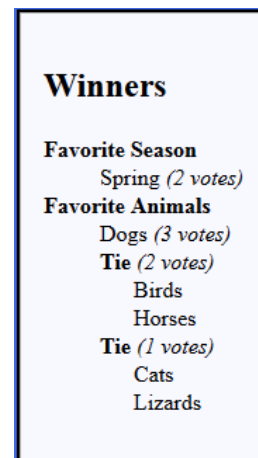 Winners
Favorite Season
Spring (2 votes)
Favorite Animals
Dogs (3 votes)
Tie (2 votes)
Birds
Horses
Tie (1 votes)
Cats
Lizards